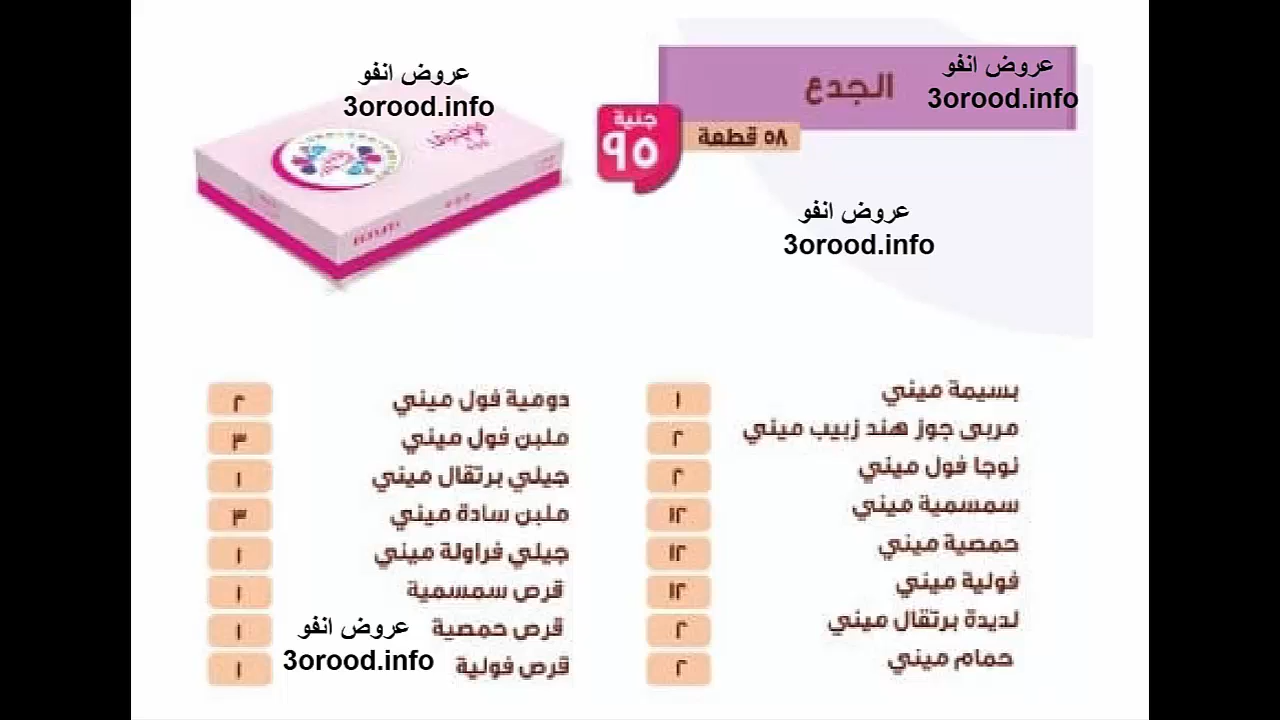 عروض انفو
3orood.info
الجدع
عروض انفو
3orood.info
٥٨ قطعة
جنية
٩٥
عروض انفو
3orood.info
بسيمة ميني ١
مربى جوز هند زبيب ميني ٢
نوجا فول ميني ٢
سمسمية ميني ١٢
حمصية ميني ١٢
فولية ميني ١٢
لديدة برتقال ميني ٢
حمام ميني ٢
دومية فول ميني ٢
ملبن فول ميني ٣
جيلي برتقال ميني ١
ملبن سادة ميني ٣
جيلي فراولة ميني ١
قرص سمسمية ١
قرص حمصية ١
قرص فولية ١
عروض انفو
3orood.info